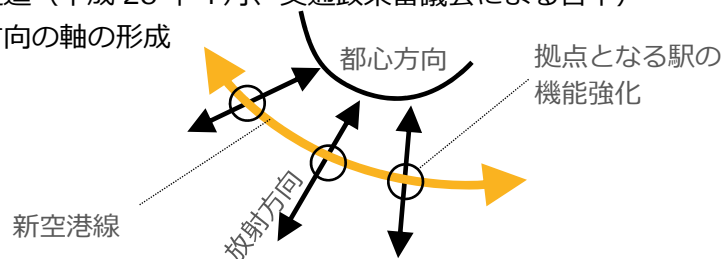 方向の軸の形成
都心方向
拠点となる駅の
機能強化
放射方向
新空港線